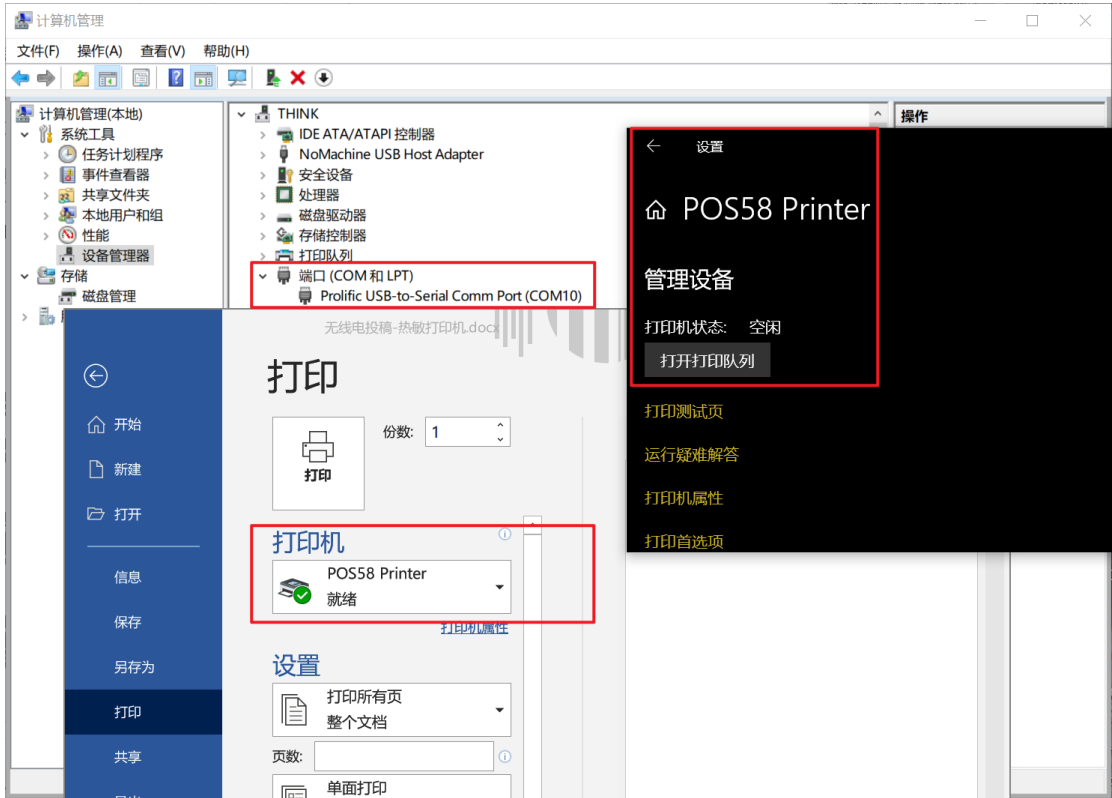 计算机管理
文件(F) 操作(A) 查看(V) 帮助(H)
计算机管理(本地)
系统工具
任务计划程序
事件查看器
共享文件夹
本地用户和组
性能
设备管理器
存储
磁盘管理
THINK
IDE ATA/ATAPI 控制器
NoMachine USB Host Adapter
安全设备
处理器
磁盘驱动器
存储控制器
打印队列
端口 (COM 和 LPT)
Prolific USB-to-Serial Comm Port (COM10)
操作
设置
POS58 Printer
管理设备
打印机状态: 空闲
打开打印队列
打印测试页
运行疑难解答
打印机属性
打印首选项
无线电投稿-热敏打印机.docx
开始
新建
打开
信息
保存
另存为
打印
共享
打印
打印
份数: 1
打印机
POS58 Printer
就绪
打印机属性
设置
打印所有页
整个文档
页数:
单面打印